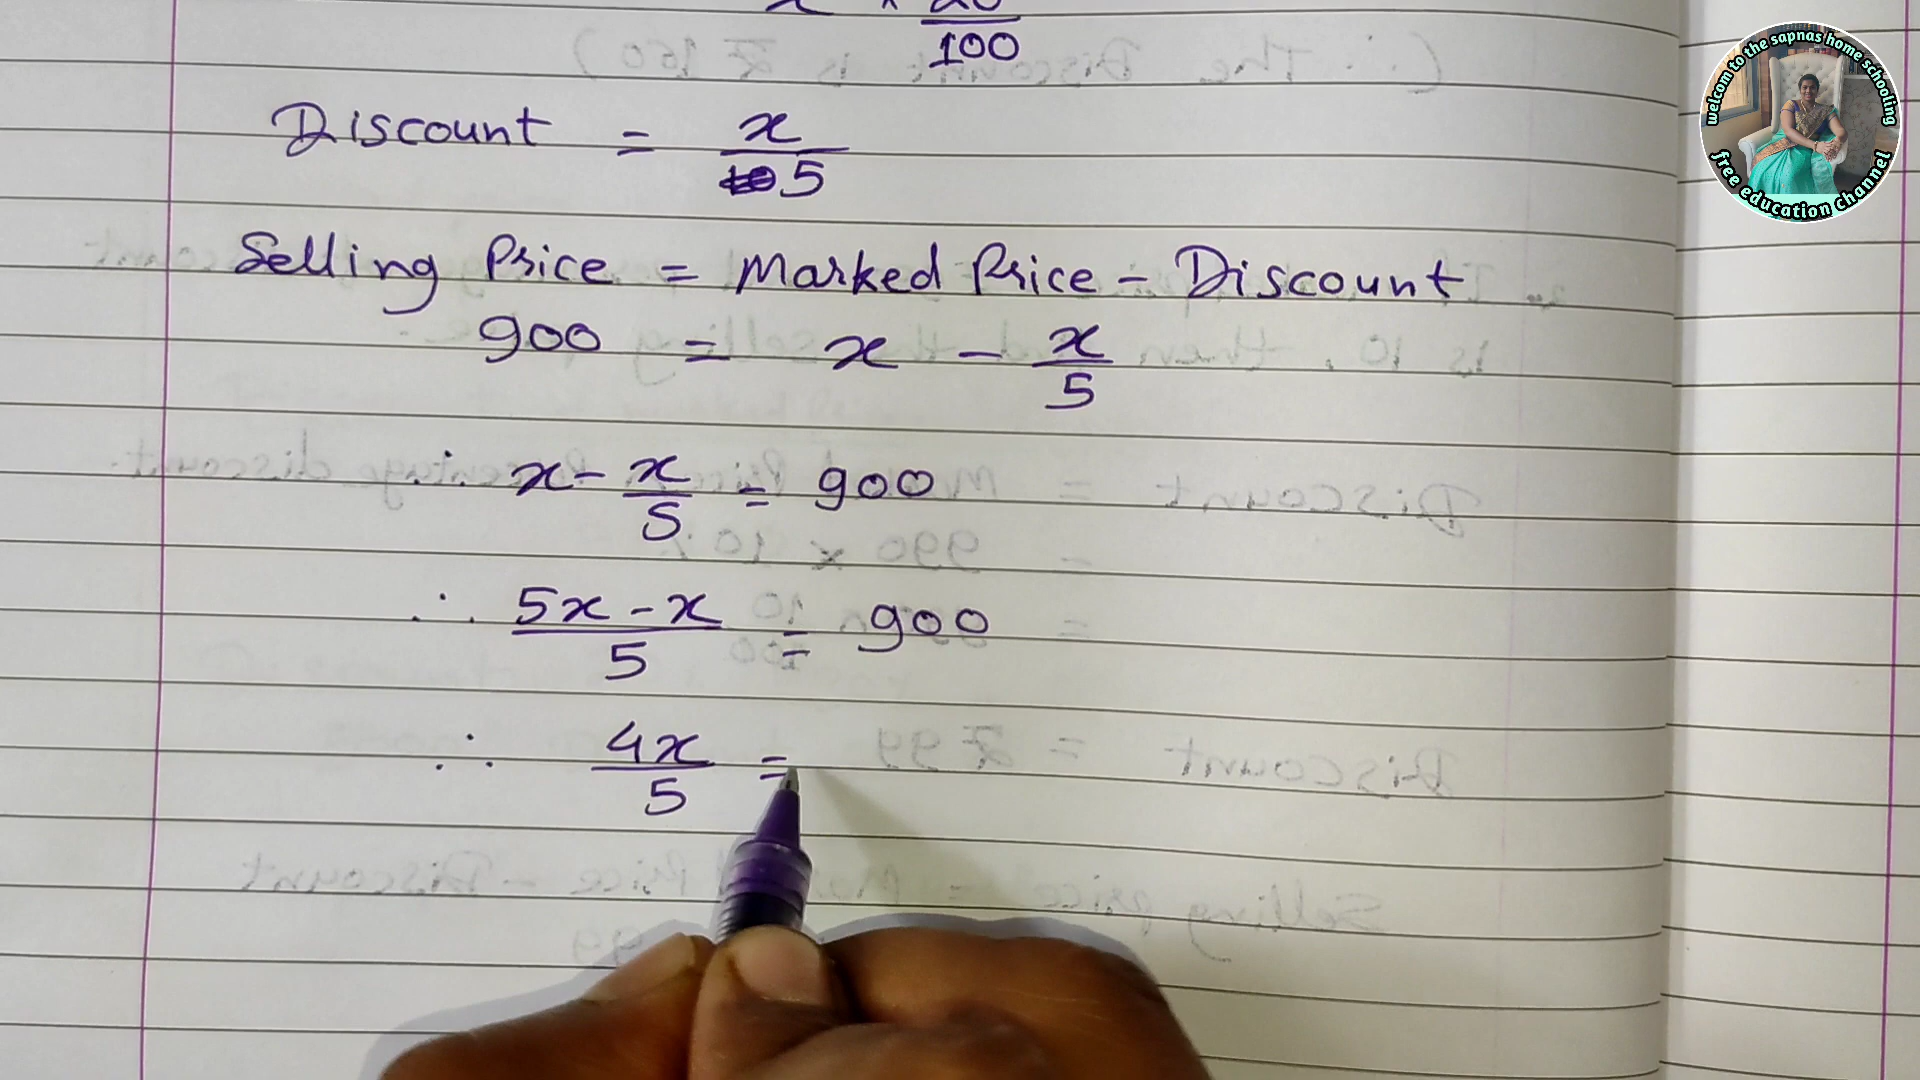 100
Discount = x/5
Selling Price = Marked Price - Discount
900 = x - x/5
∴ x - x/5 = 900
∴ 5x - x/5 = 900
∴ 4x/5 =
welcom to the sapnas home schooling
free education channel